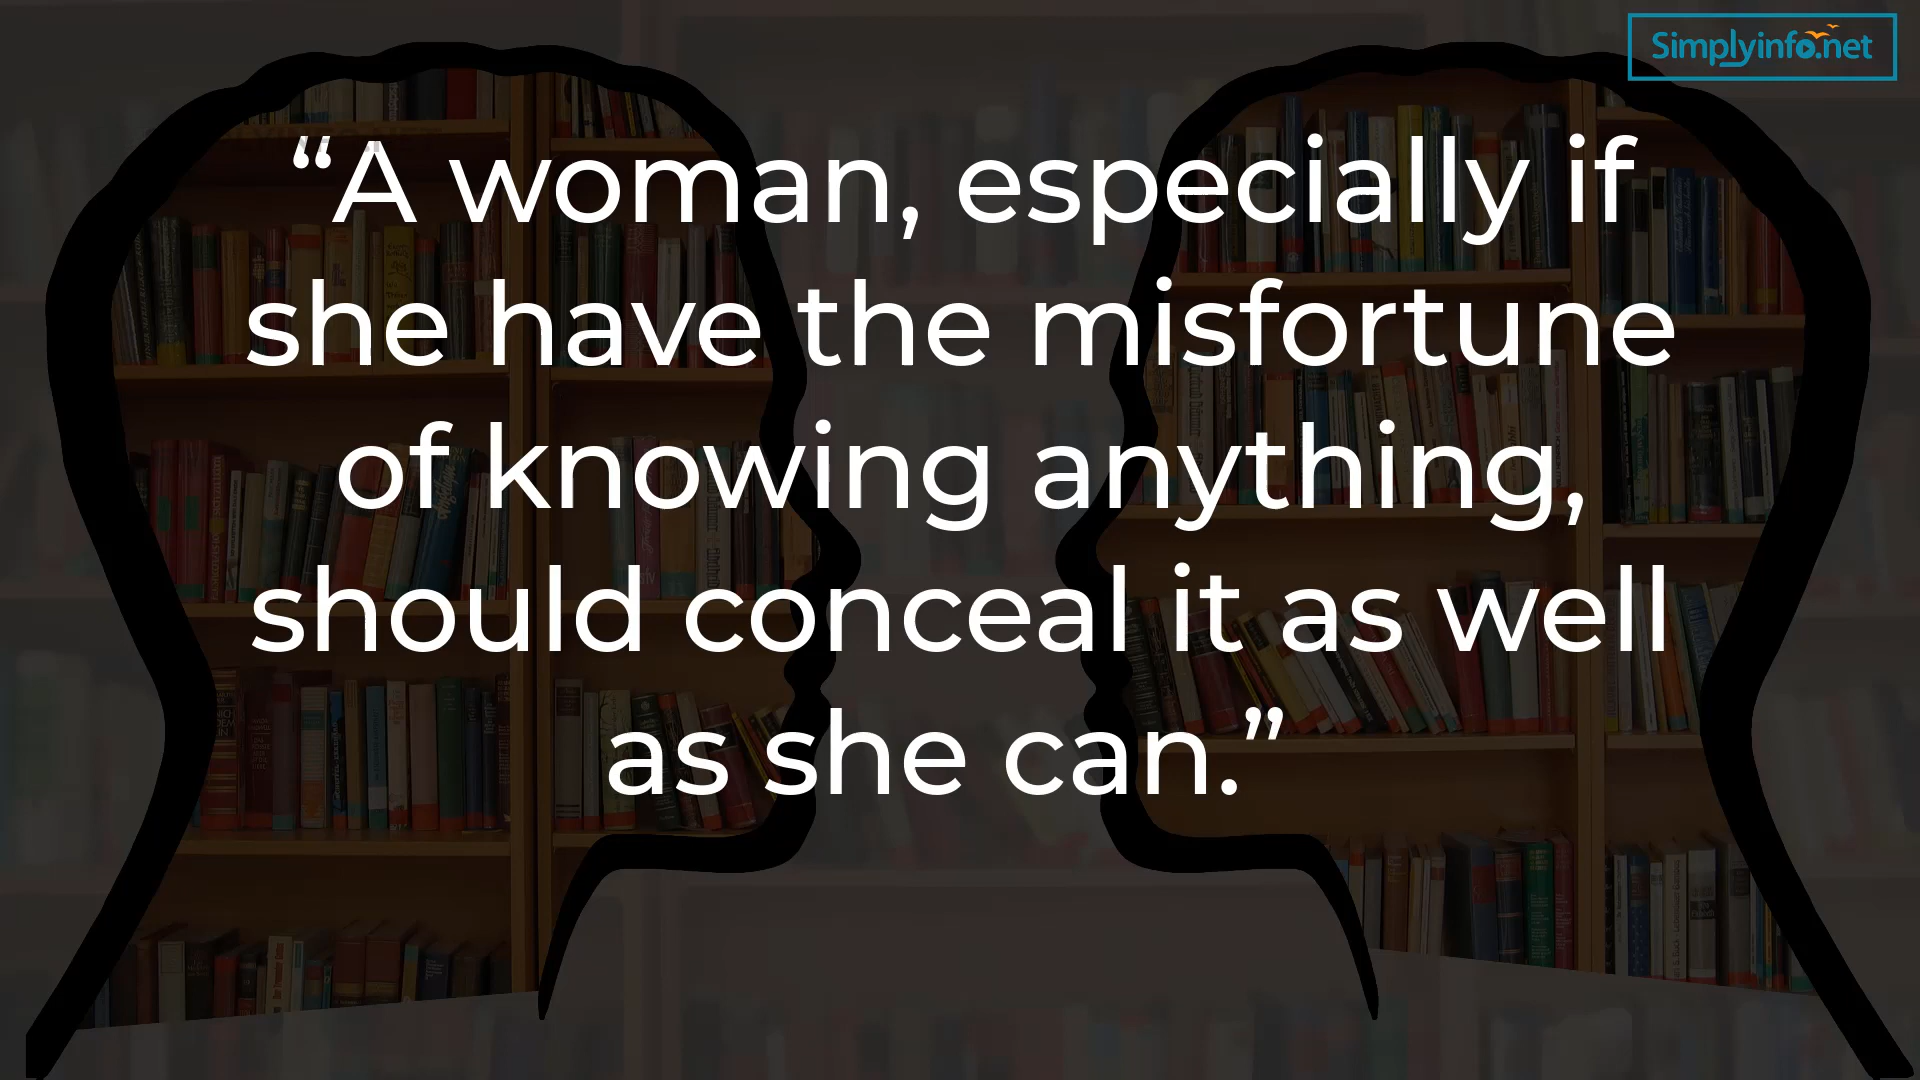 Simplyinfo.net
“A woman, especially if
she have the misfortune
of knowing anything,
should conceal it as well
as she can.”